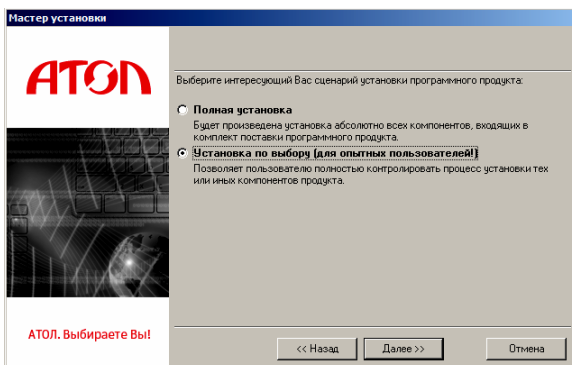 Мастер установки
АТОЛ
Выберите интересующий Вас сценарий установки программного продукта:
Полная установка
Будет произведена установка абсолютно всех компонентов, входящих в
комплект поставки программного продукта.
Установка по выбору (для опытных пользователей!)
Позволяет пользователю полностью контролировать процесс установки тех
или иных компонентов продукта.
АТОЛ. Выбираете Вы!
<< Назад
Далее >>
Отмена